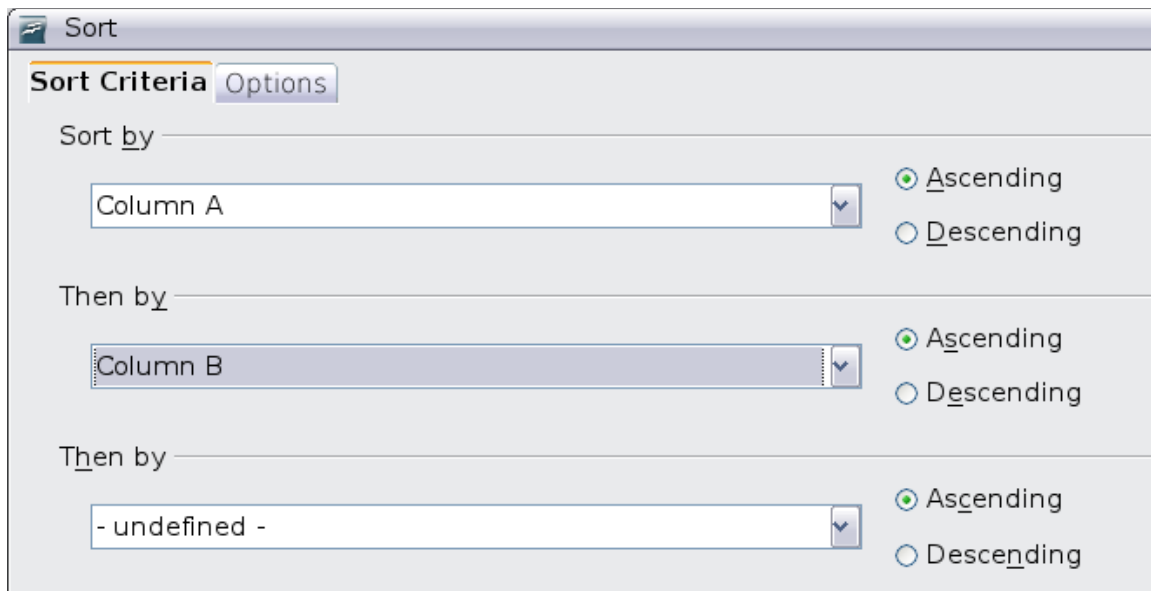 Sort
Sort Criteria Options
Sort by
Column A
Ascending
Descending
Then by
Column B
Ascending
Descending
Then by
- undefined -
Ascending
Descending